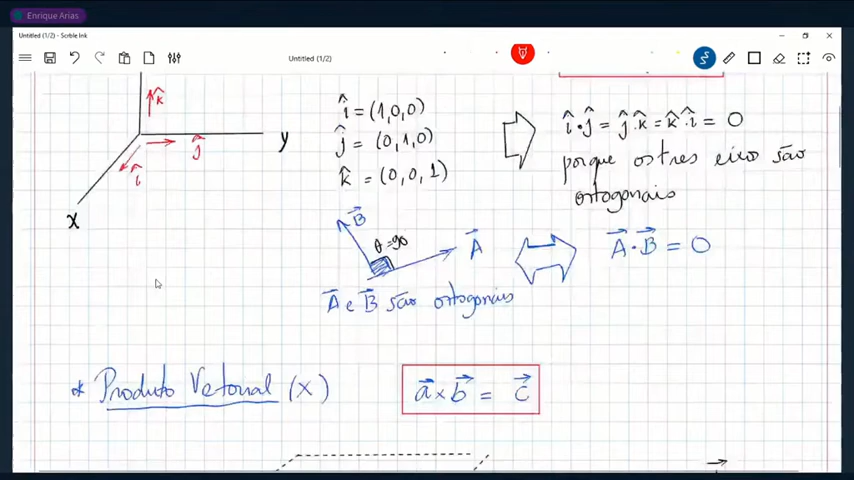 Enrique Arias
Untitled (1/2) - Scrible Ink
Untitled (1/2)
k̂
ĵ
î
y
x
î = (1,0,0)
ĵ = (0,1,0)
k̂ = (0,0,1)
î·ĵ = ĵ·k̂ = k̂·î = 0
porque os tres eixo são
ortogonais
B⃗
θ=90
A⃗
A⃗·B⃗ = 0
A⃗ e B⃗ são ortogonais
* Produto Vetorial (x)
a⃗ x b⃗ = c⃗